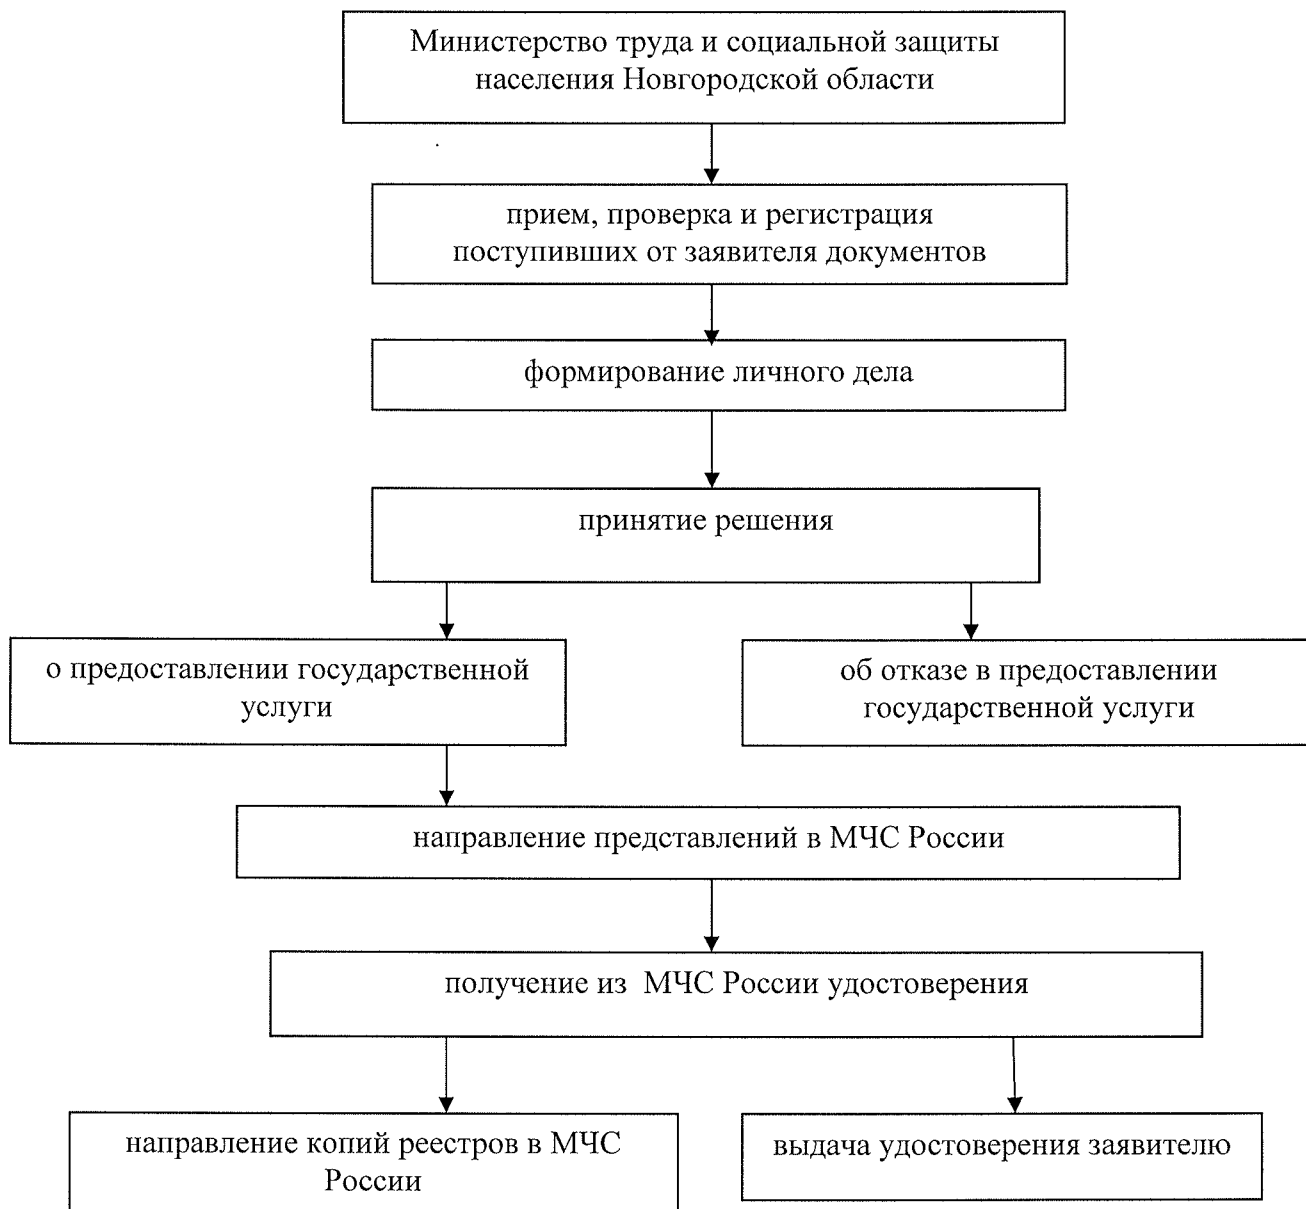 Министерство труда и социальной защиты
населения Новгородской области
прием, проверка и регистрация
поступивших от заявителя документов
формирование личного дела
принятие решения
о предоставлении государственной
услуги
об отказе в предоставлении
государственной услуги
направление представлений в МЧС России
получение из  МЧС России удостоверения
направление копий реестров в МЧС
России
выдача удостоверения заявителю